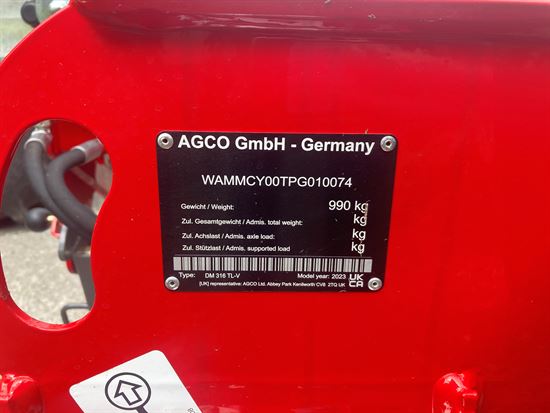 AGCO GmbH - Germany
WAMMCY00TPG010074
Gewicht / Weight: 990 kg
Zul. Gesamtgewicht / Admis. total weight: kg
Zul. Achslast / Admis. axle load: kg
Zul. Stützlast / Admis. supported load kg
Type: DM 316 TL-V Model year: 2023 UK
CA
[UK] representative: AGCO Ltd. Abbey Park Kenilworth CV8 2TQ UK